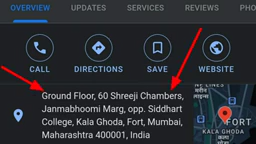 OVERVIEW UPDATES SERVICES REVIEWS PHO
CALL DIRECTIONS SAVE WEBSITE
Ground Floor, 60 Shreeji Chambers,
Janmabhoomi Marg, opp. Siddhart
College, Kala Ghoda, Fort, Mumbai,
Maharashtra 400001, India
FORT
KALA GHODA